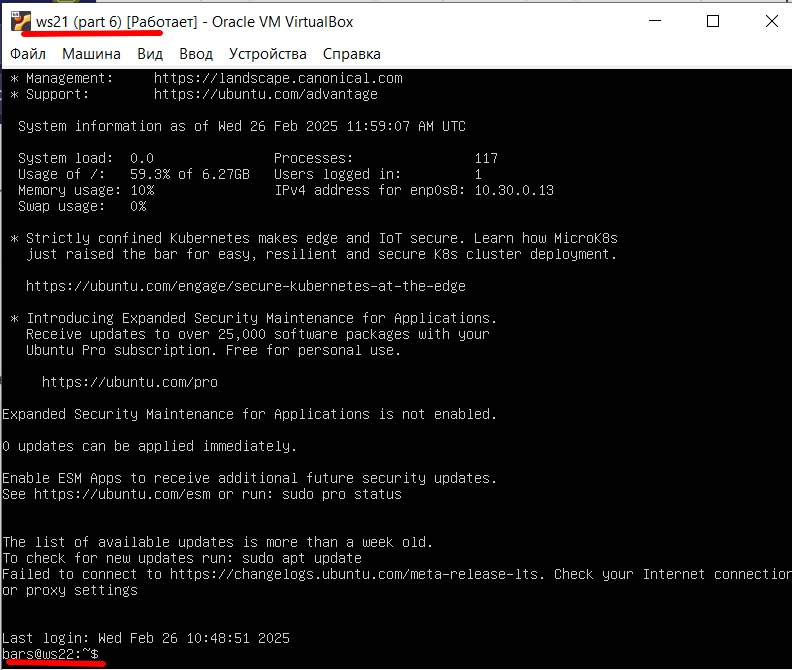 ws21 (part 6) [Работает] - Oracle VM VirtualBox
Файл Машина Вид Ввод Устройства Справка
* Management: https://landscape.canonical.com
* Support: https://ubuntu.com/advantage
System information as of Wed 26 Feb 2025 11:59:07 AM UTC
System load: 0.0 Processes: 117
Usage of /: 59.3% of 6.27GB Users logged in: 1
Memory usage: 10% IPv4 address for enp0s8: 10.30.0.13
Swap usage: 0%
* Strictly confined Kubernetes makes edge and IoT secure. Learn how MicroK8s
just raised the bar for easy, resilient and secure K8s cluster deployment.
https://ubuntu.com/engage/secure-kubernetes-at-the-edge
* Introducing Expanded Security Maintenance for Applications.
Receive updates to over 25,000 software packages with your
Ubuntu Pro subscription. Free for personal use.
https://ubuntu.com/pro
Expanded Security Maintenance for Applications is not enabled.
0 updates can be applied immediately.
Enable ESM Apps to receive additional future security updates.
See https://ubuntu.com/esm or run: sudo pro status
The list of available updates is more than a week old.
To check for new updates run: sudo apt update
Failed to connect to https://changelogs.ubuntu.com/meta-release-lts. Check your Internet connection
or proxy settings
Last login: Wed Feb 26 10:48:51 2025
bars@ws22:~$